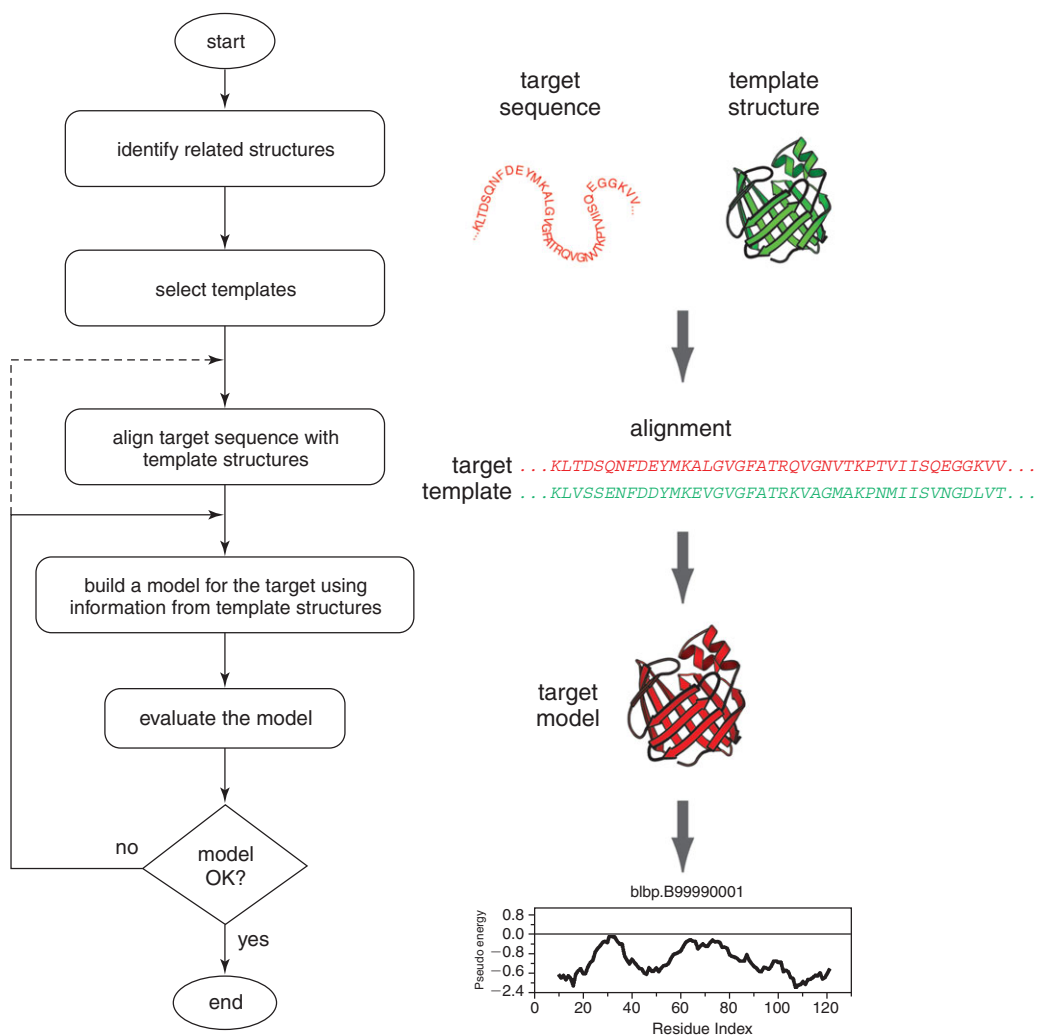 start
identify related structures
select templates
align target sequence with
template structures
build a model for the target using
information from template structures
evaluate the model
no
model
OK?
yes
end
target
sequence
template
structure
...KLTDSQNFDEYMKALGVGFATRQVGNVTKPTVIISQEGGKVV...
alignment
target ...KLTDSQNFDEYMKALGVGFATRQVGNVTKPTVIISQEGGKVV...
template ...KLVSSENFDDYMKEVGVGFATRKVAGMAKPNMIISVNGDLVT...
target
model
blbp.B99990001
Pseudo energy
0.8
0.0
−0.8
−0.6
−2.4
0 20 40 60 80 100 120
Residue Index